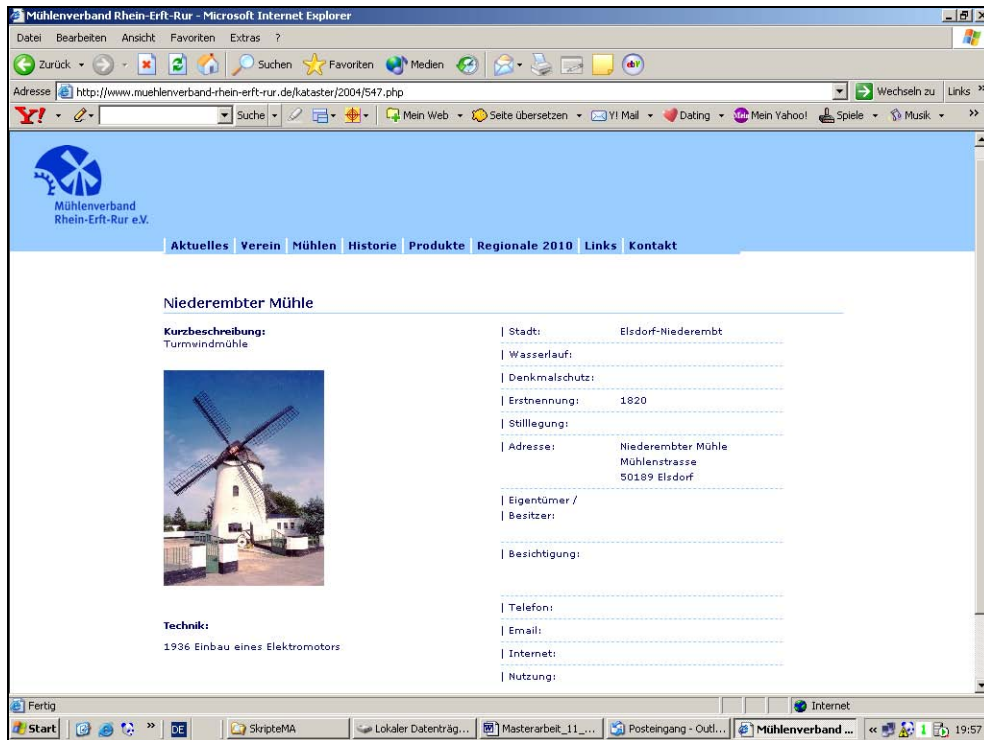 Mühlenverband Rhein-Erft-Rur - Microsoft Internet Explorer
Datei Bearbeiten Ansicht Favoriten Extras ?
Zurück Suchen Favoriten Medien ebY
Adresse http://www.muehlenverband-rhein-erft-rur.de/kataster/2004/547.php Wechseln zu Links »
Y! Suche Mein Web Seite übersetzen Y! Mail Dating Mein Yahoo! Spiele Musik »
Mühlenverband
Rhein-Erft-Rur e.V.
Aktuelles Verein Mühlen Historie Produkte Regionale 2010 Links Kontakt
Niederembter Mühle
Kurzbeschreibung:
Turmwindmühle
Technik:
1936 Einbau eines Elektromotors
| Stadt: Elsdorf-Niederembt
| Wasserlauf:
| Denkmalschutz:
| Erstnennung: 1820
| Stilllegung:
| Adresse: Niederembter Mühle
Mühlenstrasse
50189 Elsdorf
| Eigentümer /
| Besitzer:
| Besichtigung:
| Telefon:
| Email:
| Internet:
| Nutzung:
Fertig Internet
Start » DE SkripteMA Lokaler Datenträg... Masterarbeit_11_... Posteingang - Outl... Mühlenverband ... « 19:57